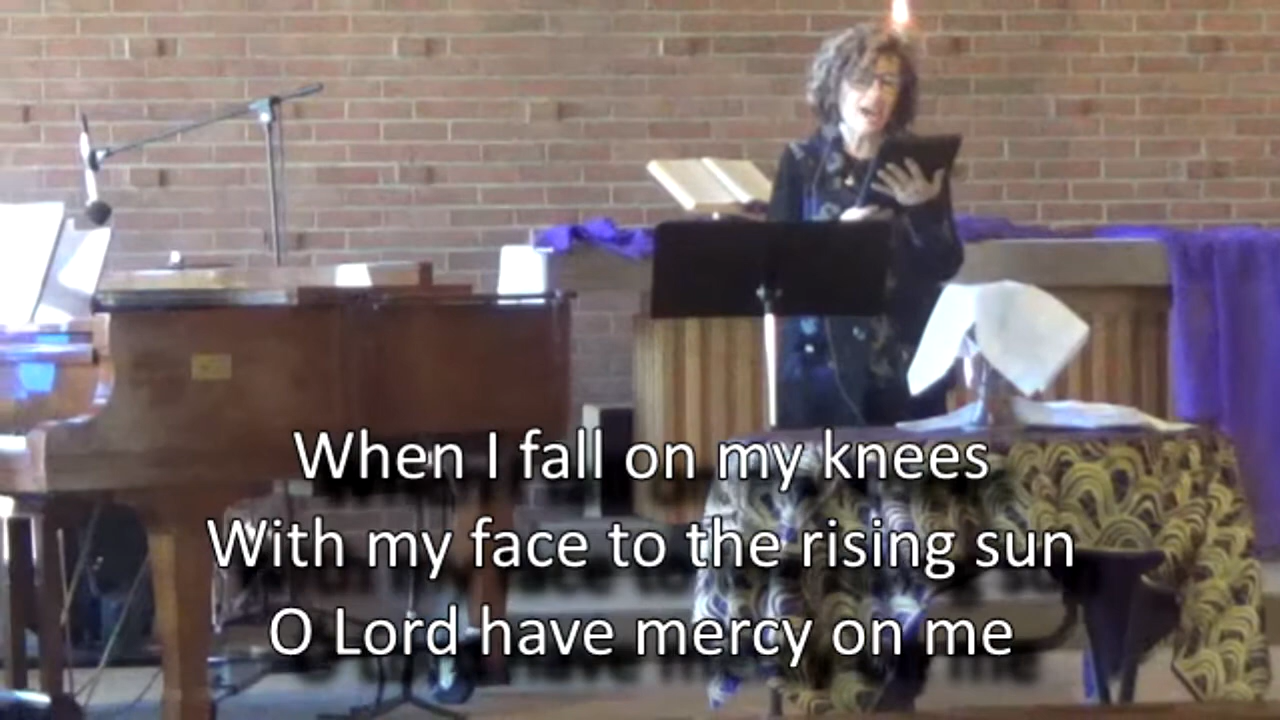 When I fall on my knees
With my face to the rising sun
O Lord have mercy on me